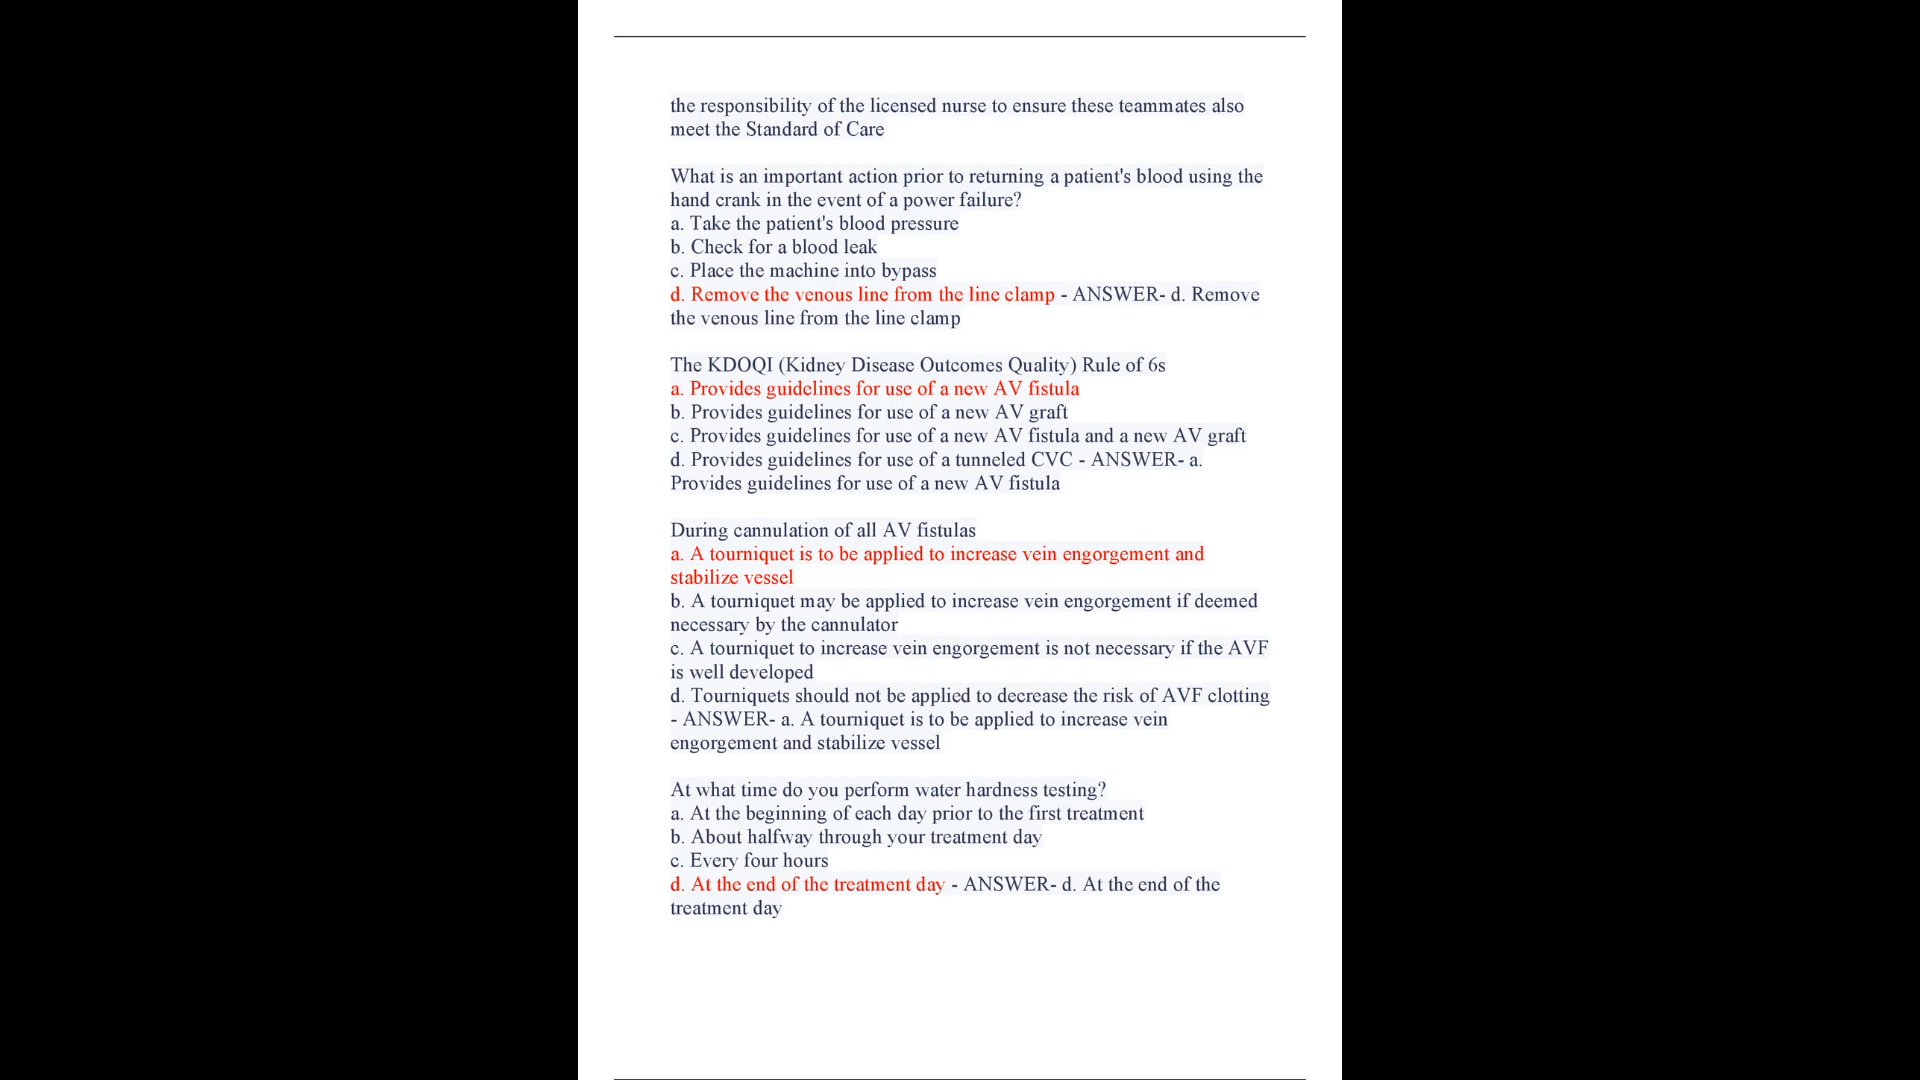 the responsibility of the licensed nurse to ensure these teammates also
meet the Standard of Care
What is an important action prior to returning a patient's blood using the
hand crank in the event of a power failure?
a. Take the patient's blood pressure
b. Check for a blood leak
c. Place the machine into bypass
d. Remove the venous line from the line clamp - ANSWER- d. Remove
the venous line from the line clamp
The KDOQI (Kidney Disease Outcomes Quality) Rule of 6s
a. Provides guidelines for use of a new AV fistula
b. Provides guidelines for use of a new AV graft
c. Provides guidelines for use of a new AV fistula and a new AV graft
d. Provides guidelines for use of a tunneled CVC - ANSWER- a.
Provides guidelines for use of a new AV fistula
During cannulation of all AV fistulas
a. A tourniquet is to be applied to increase vein engorgement and
stabilize vessel
b. A tourniquet may be applied to increase vein engorgement if deemed
necessary by the cannulator
c. A tourniquet to increase vein engorgement is not necessary if the AVF
is well developed
d. Tourniquets should not be applied to decrease the risk of AVF clotting
- ANSWER- a. A tourniquet is to be applied to increase vein
engorgement and stabilize vessel
At what time do you perform water hardness testing?
a. At the beginning of each day prior to the first treatment
b. About halfway through your treatment day
c. Every four hours
d. At the end of the treatment day - ANSWER- d. At the end of the
treatment day